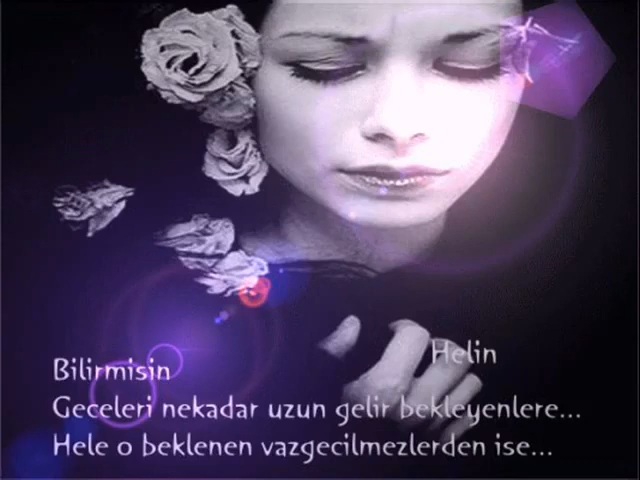 Helin
Bilirmisin
Geceleri nekadar uzun gelir bekleyenlere...
Hele o beklenen vazgecilmezlerden ise...